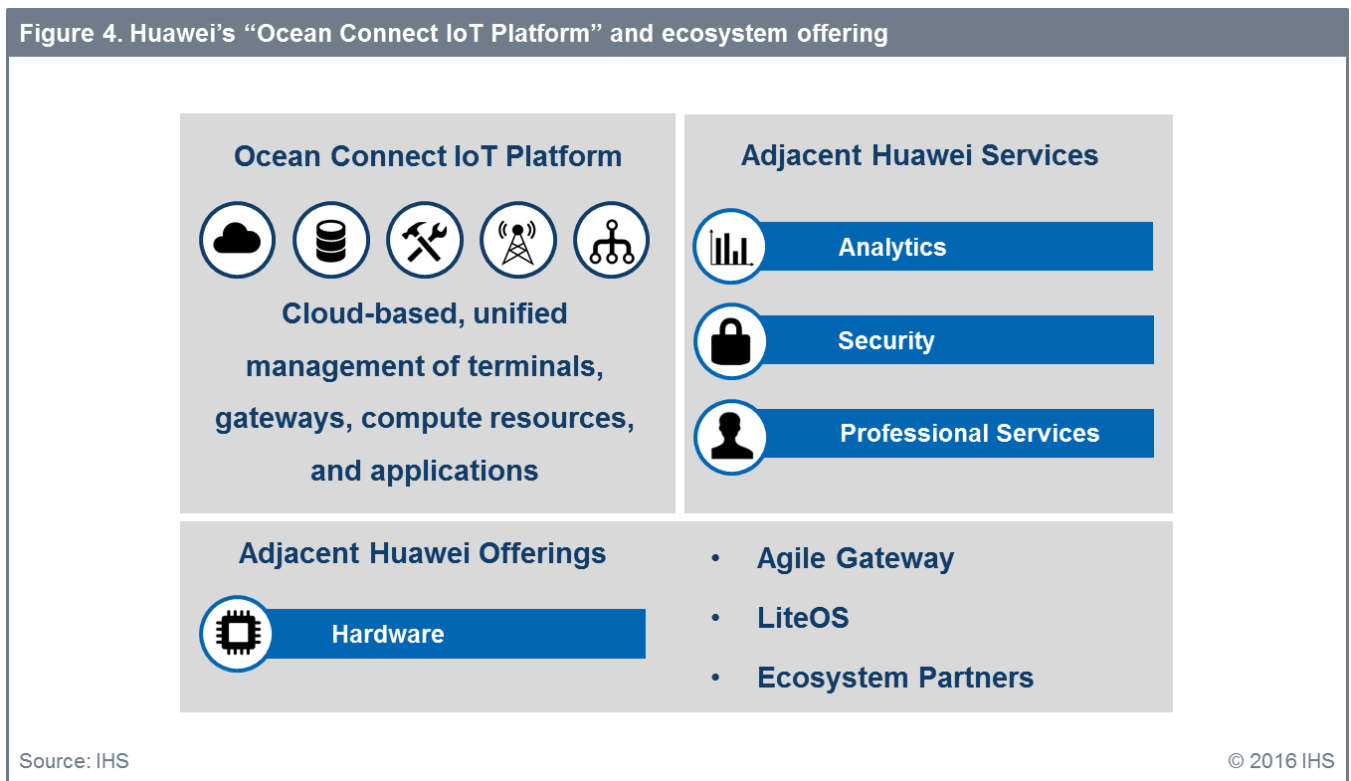 Figure 4. Huawei’s “Ocean Connect IoT Platform” and ecosystem offering
Ocean Connect IoT Platform
Cloud-based, unified
management of terminals,
gateways, compute resources,
and applications
Adjacent Huawei Services
Analytics
Security
Professional Services
Adjacent Huawei Offerings
Hardware
• Agile Gateway
• LiteOS
• Ecosystem Partners
Source: IHS
© 2016 IHS